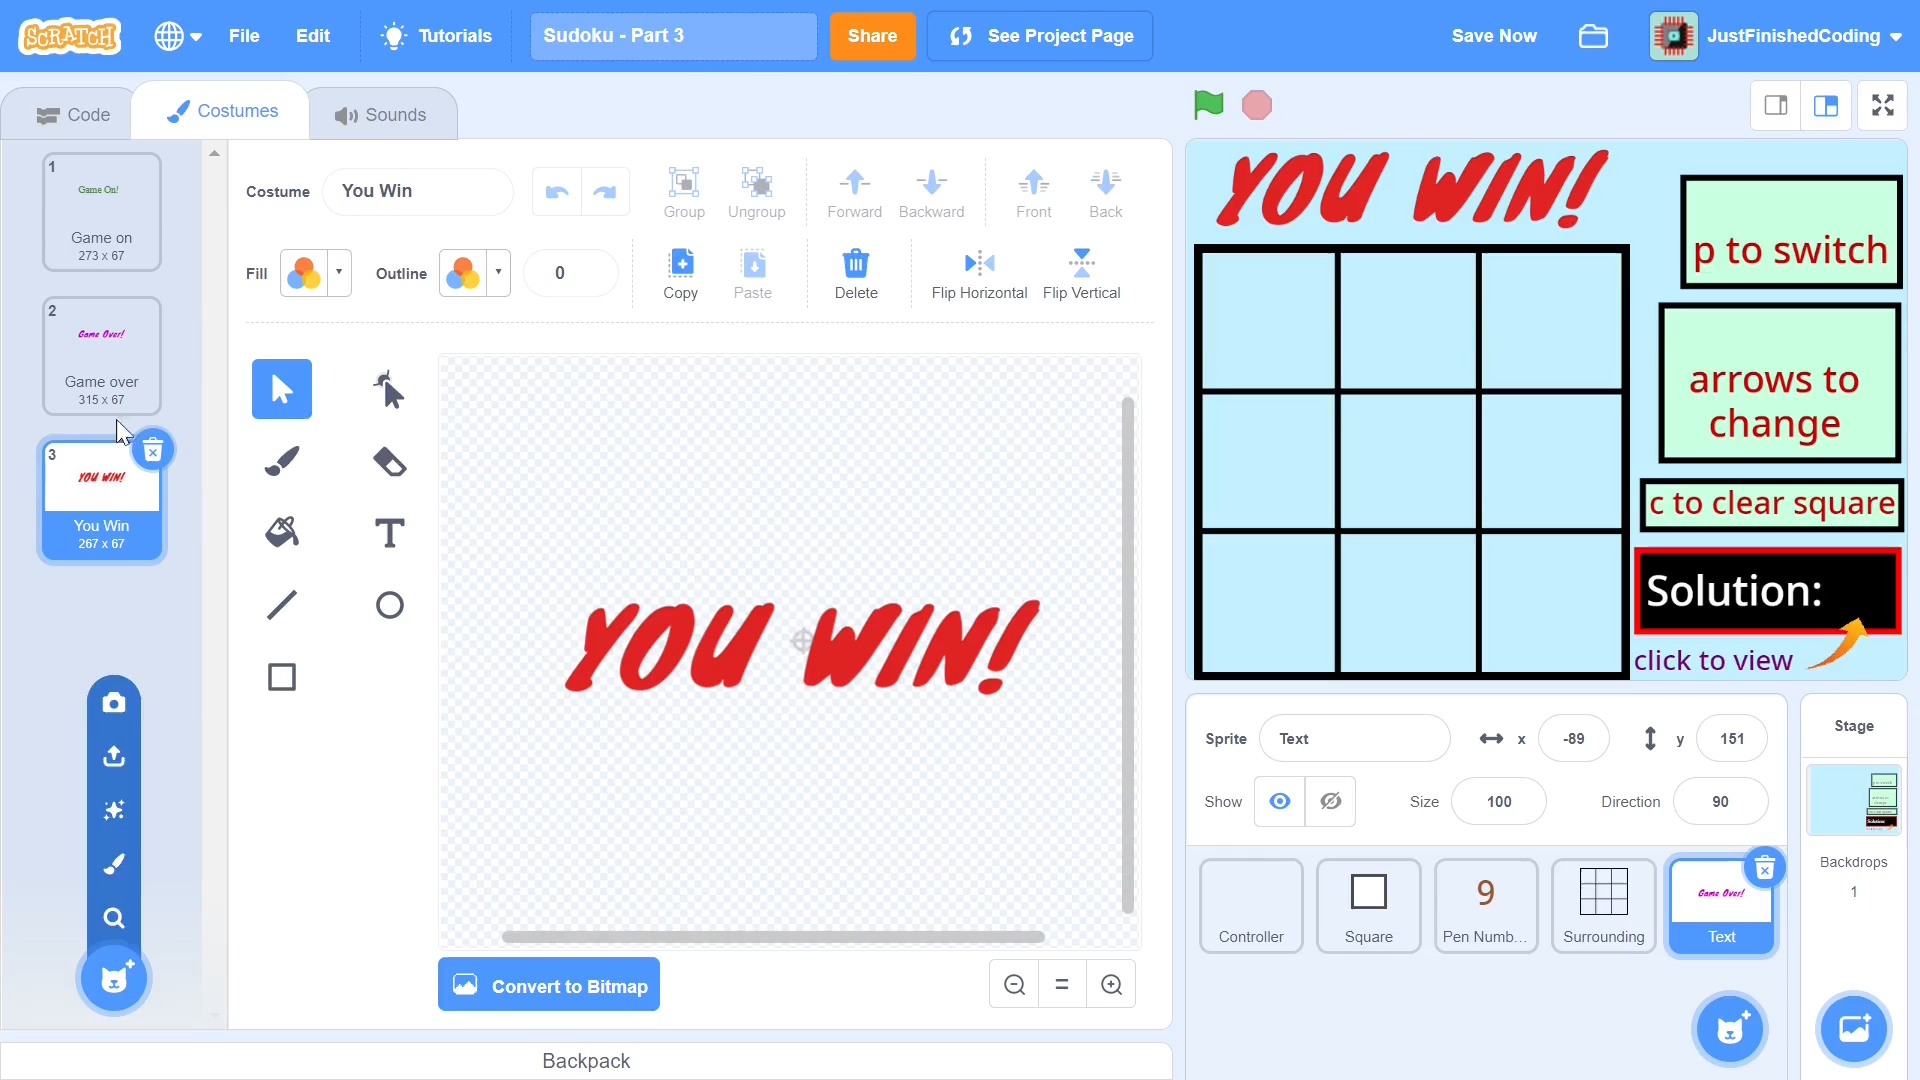 SCRATCH
File
Edit
Tutorials
Sudoku - Part 3
Share
See Project Page
Save Now
JustFinishedCoding
Code
Costumes
Sounds
1
Game On!
Game on
273 x 67
2
Game Over!
Game over
315 x 67
3
YOU WIN!
You Win
267 x 67
Costume
You Win
Group
Ungroup
Forward
Backward
Front
Back
Fill
Outline
0
Copy
Paste
Delete
Flip Horizontal
Flip Vertical
YOU WIN!
Convert to Bitmap
Backpack
YOU WIN!
p to switch
arrows to
change
c to clear square
Solution:
click to view
Sprite
Text
x
-89
y
151
Show
Size
100
Direction
90
Controller
Square
9
Pen Numb...
Surrounding
Game Over!
Text
Stage
Solution:
Backdrops
1